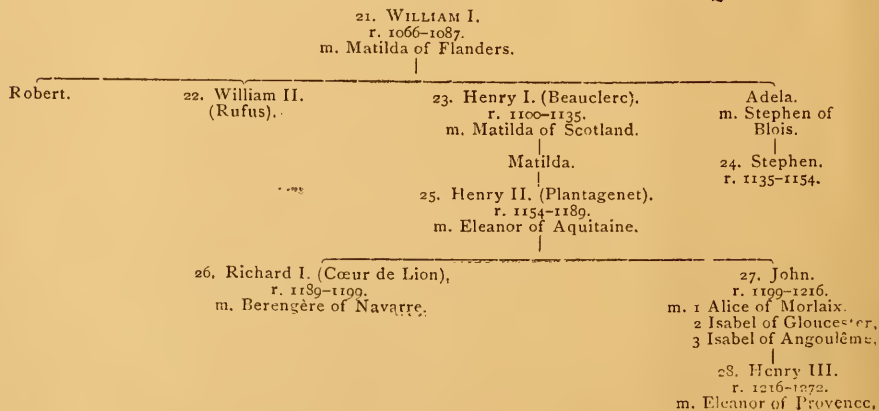 21. WILLIAM I.
r. 1066–1087.
m. Matilda of Flanders.
Robert.
22. William II.
(Rufus).
23. Henry I. (Beauclerc).
r. 1100–1135.
m. Matilda of Scotland.
Matilda.
Adela.
m. Stephen of
Blois.
24. Stephen.
r. 1135–1154.
25. Henry II. (Plantagenet).
r. 1154–1189.
m. Eleanor of Aquitaine.
26, Richard I. (Cœur de Lion),
r. 1189–1199.
m. Berengère of Navarre.
27. John.
r. 1199–1216.
m. 1 Alice of Morlaix.
2 Isabel of Gloucester,
3 Isabel of Angoulême,
28. Henry III.
r. 1216–1272.
m. Eleanor of Provence,